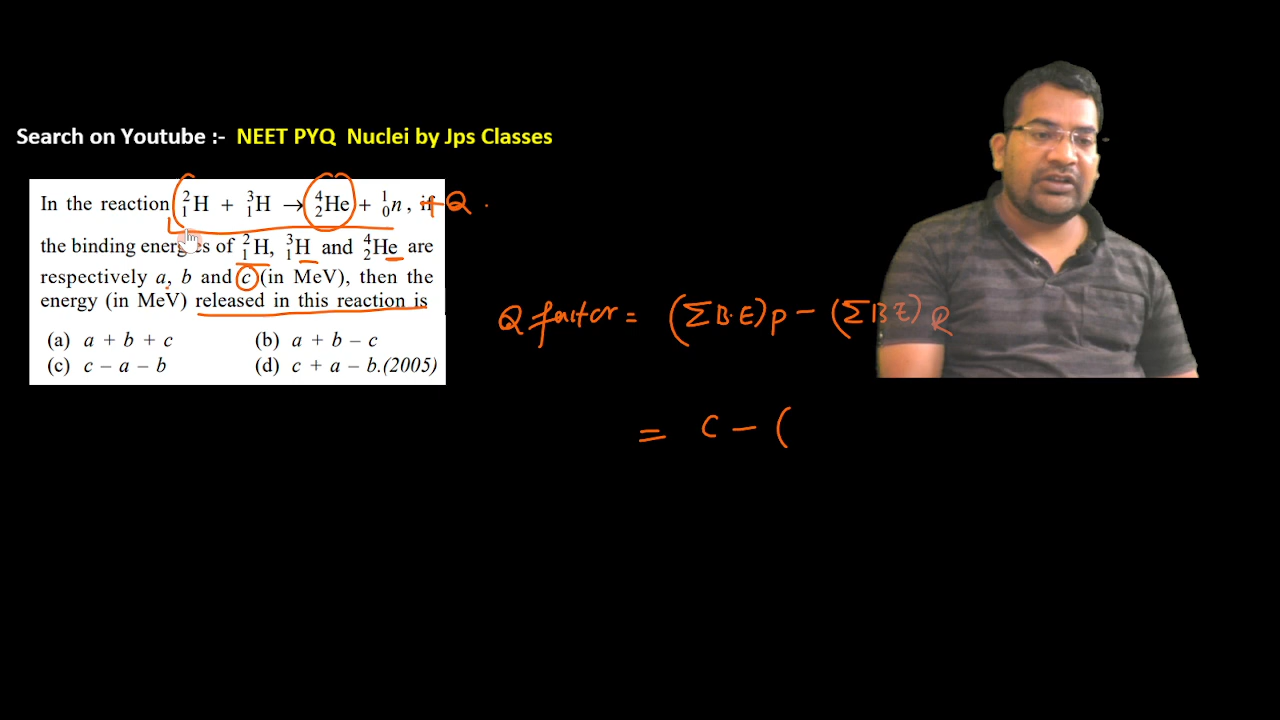 Search on Youtube :- NEET PYQ Nuclei by Jps Classes
In the reaction ²₁H + ³₁H → ⁴₂He + ¹₀n, if + Q.
the binding energies of ²₁H, ³₁H and ⁴₂He are
respectively a, b and c (in MeV), then the
energy (in MeV) released in this reaction is
(a) a + b + c (b) a + b – c
(c) c – a – b (d) c + a – b.(2005)
Q factor = (ΣB.E)P – (ΣBE)R
= C – (